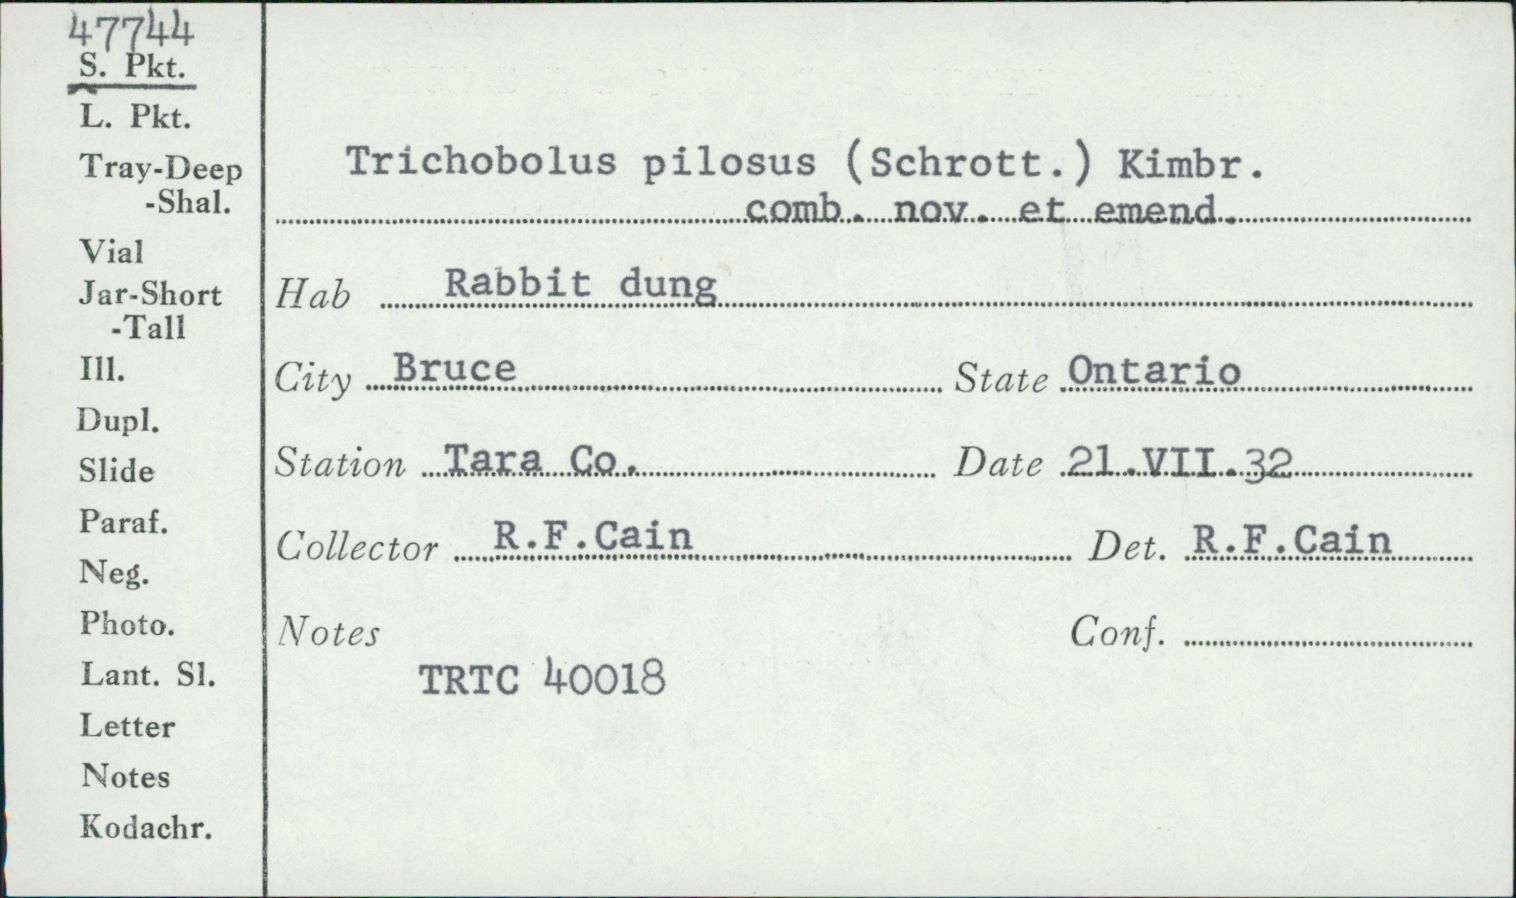 47744
S. Pkt.
L. Pkt.
Tray-Deep
-Shal.
Vial
Jar-Short
-Tall
Ill.
Dupl.
Slide
Paraf.
Neg.
Photo.
Lant. Sl.
Letter
Notes
Kodachr.
Trichobolus pilosus (Schrott.) Kimbr.
comb. nov. et emend.
Hab Rabbit dung
City Bruce State Ontario
Station Tara Co. Date 21.VII.32
Collector R.F.Cain Det. R.F.Cain
Notes Conf.
TRTC 40018